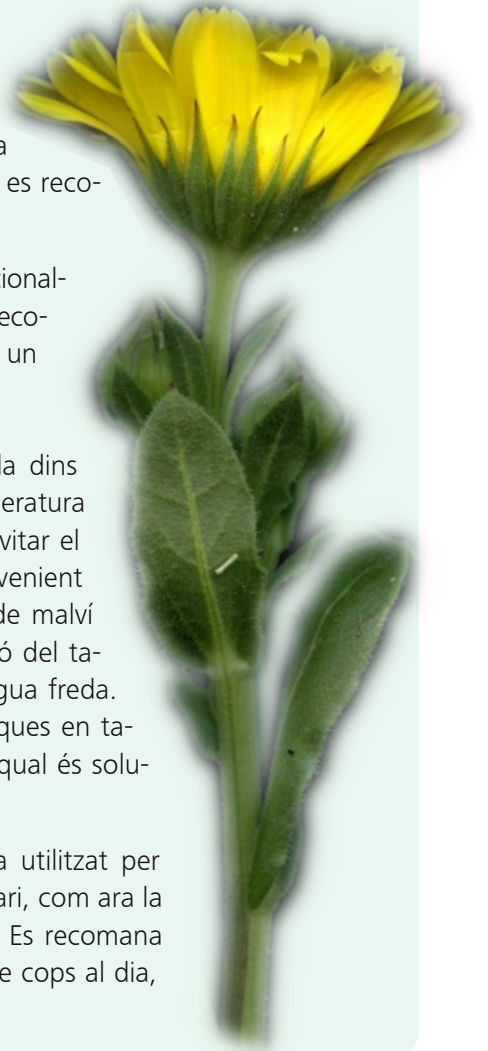 a
es reco-
cional-
eco-
un
la dins
eratura
vitar el
venient
de malví
ó del ta-
gua freda.
ques en ta-
qual és solu-
a utilitzat per
ari, com ara la
Es recomana
e cops al dia,